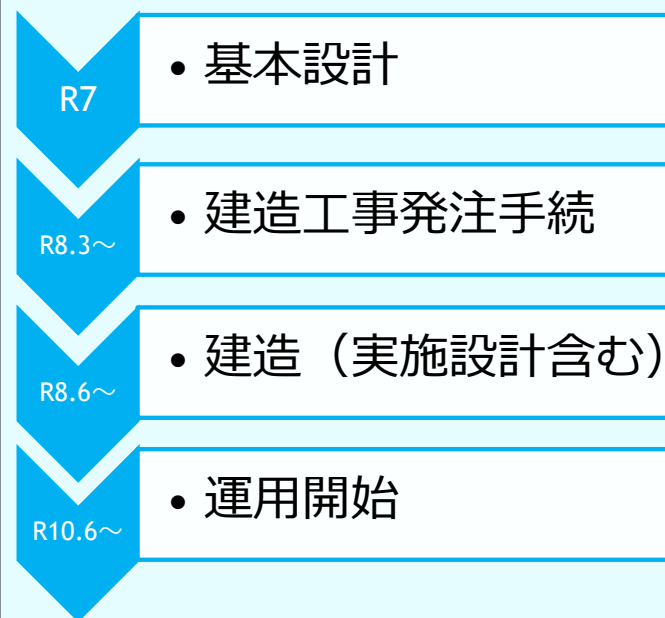 R7
• 基本設計
R8.3～
• 建造工事発注手続
R8.6～
• 建造（実施設計含む）
R10.6～
• 運用開始